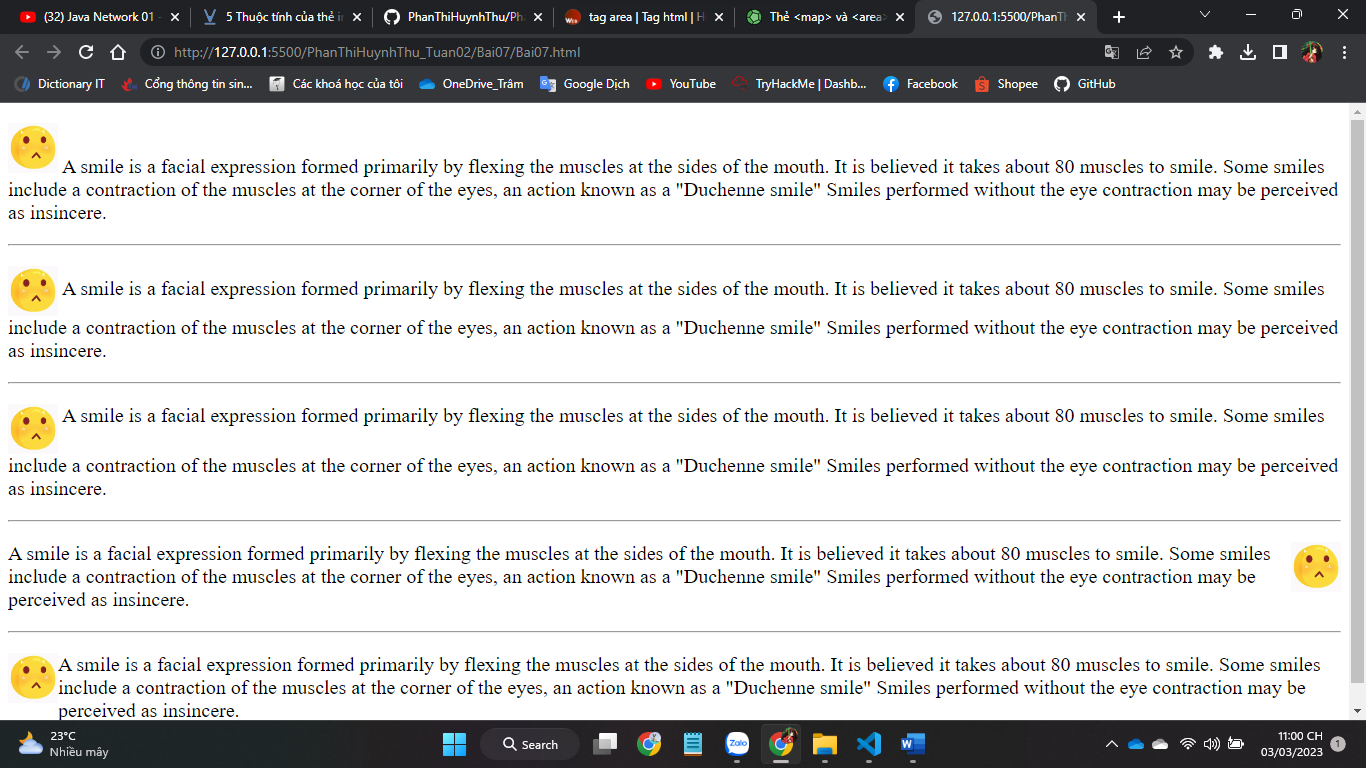 (32) Java Network 01 -
5 Thuộc tính của thẻ i
PhanThiHuynhThu/Ph
tag area | Tag html | H
Thẻ <map> và <area>
127.0.0.1:5500/PhanTh
http://127.0.0.1:5500/PhanThiHuynhThu_Tuan02/Bai07/Bai07.html
Dictionary IT
Cổng thông tin sin...
Các khoá học của tôi
OneDrive_Trâm
Google Dịch
YouTube
TryHackMe | Dashb...
Facebook
Shopee
GitHub
A smile is a facial expression formed primarily by flexing the muscles at the sides of the mouth. It is believed it takes about 80 muscles to smile. Some smiles
include a contraction of the muscles at the corner of the eyes, an action known as a "Duchenne smile" Smiles performed without the eye contraction may be perceived
as insincere.
A smile is a facial expression formed primarily by flexing the muscles at the sides of the mouth. It is believed it takes about 80 muscles to smile. Some smiles
include a contraction of the muscles at the corner of the eyes, an action known as a "Duchenne smile" Smiles performed without the eye contraction may be perceived
as insincere.
A smile is a facial expression formed primarily by flexing the muscles at the sides of the mouth. It is believed it takes about 80 muscles to smile. Some smiles
include a contraction of the muscles at the corner of the eyes, an action known as a "Duchenne smile" Smiles performed without the eye contraction may be perceived
as insincere.
A smile is a facial expression formed primarily by flexing the muscles at the sides of the mouth. It is believed it takes about 80 muscles to smile. Some smiles
include a contraction of the muscles at the corner of the eyes, an action known as a "Duchenne smile" Smiles performed without the eye contraction may be
perceived as insincere.
A smile is a facial expression formed primarily by flexing the muscles at the sides of the mouth. It is believed it takes about 80 muscles to smile. Some smiles
include a contraction of the muscles at the corner of the eyes, an action known as a "Duchenne smile" Smiles performed without the eye contraction may be
perceived as insincere.
23°C
Nhiều mây
Search
Zalo
11:00 CH
03/03/2023
1